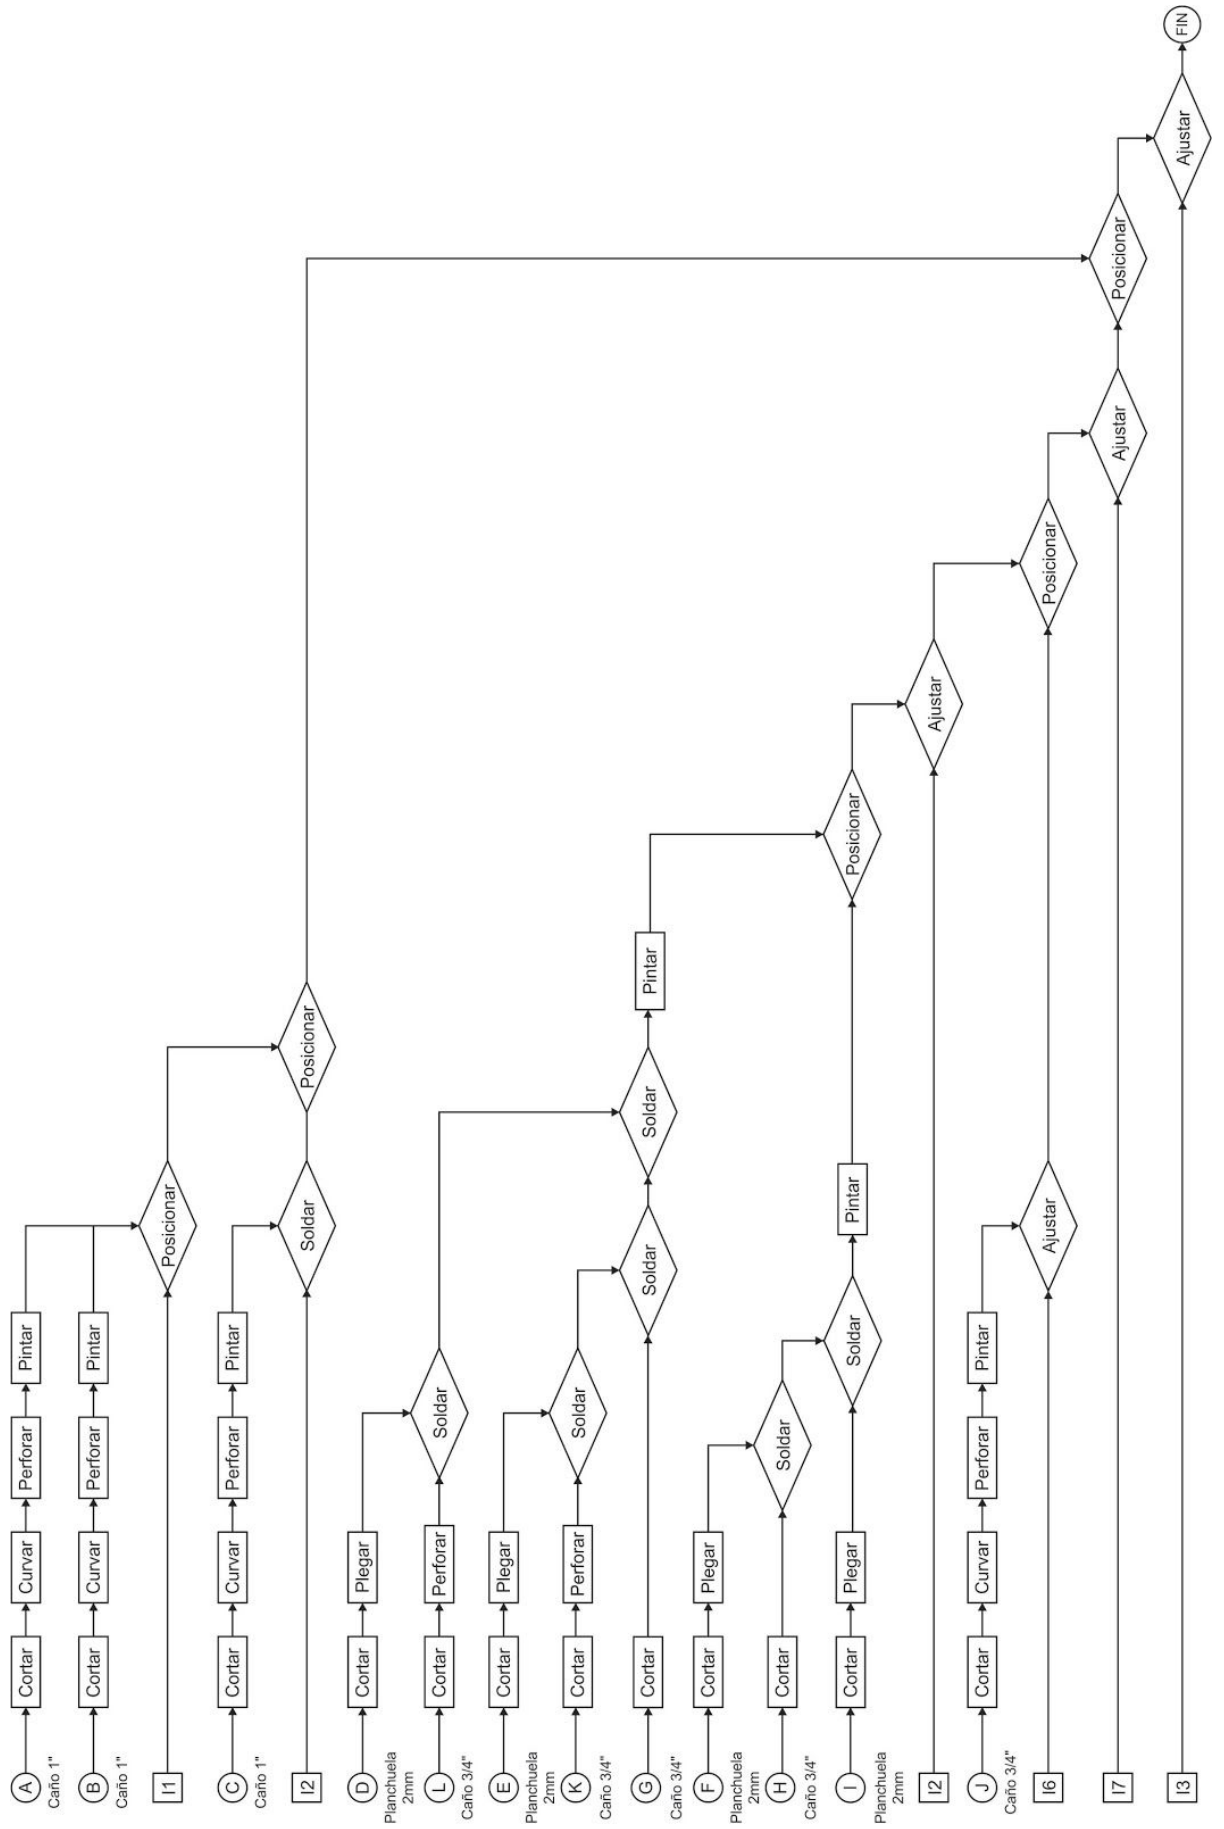 A
Caño 1"
Cortar
Curvar
Perforar
Pintar
B
Caño 1"
Cortar
Curvar
Perforar
Pintar
I1
Posicionar
C
Caño 1"
Cortar
Curvar
Perforar
Pintar
I2
Soldar
Posicionar
D
Planchuela
2mm
Cortar
Plegar
L
Caño 3/4"
Cortar
Perforar
Soldar
E
Planchuela
2mm
Cortar
Plegar
K
Caño 3/4"
Cortar
Perforar
Soldar
G
Caño 3/4"
Cortar
Soldar
Soldar
Pintar
F
Planchuela
2mm
Cortar
Plegar
H
Caño 3/4"
Cortar
Soldar
I
Planchuela
2mm
Cortar
Plegar
Soldar
Pintar
Posicionar
I2
Ajustar
J
Caño 3/4"
Cortar
Curvar
Perforar
Pintar
I6
Ajustar
Posicionar
I7
Ajustar
Posicionar
I3
Ajustar
FIN